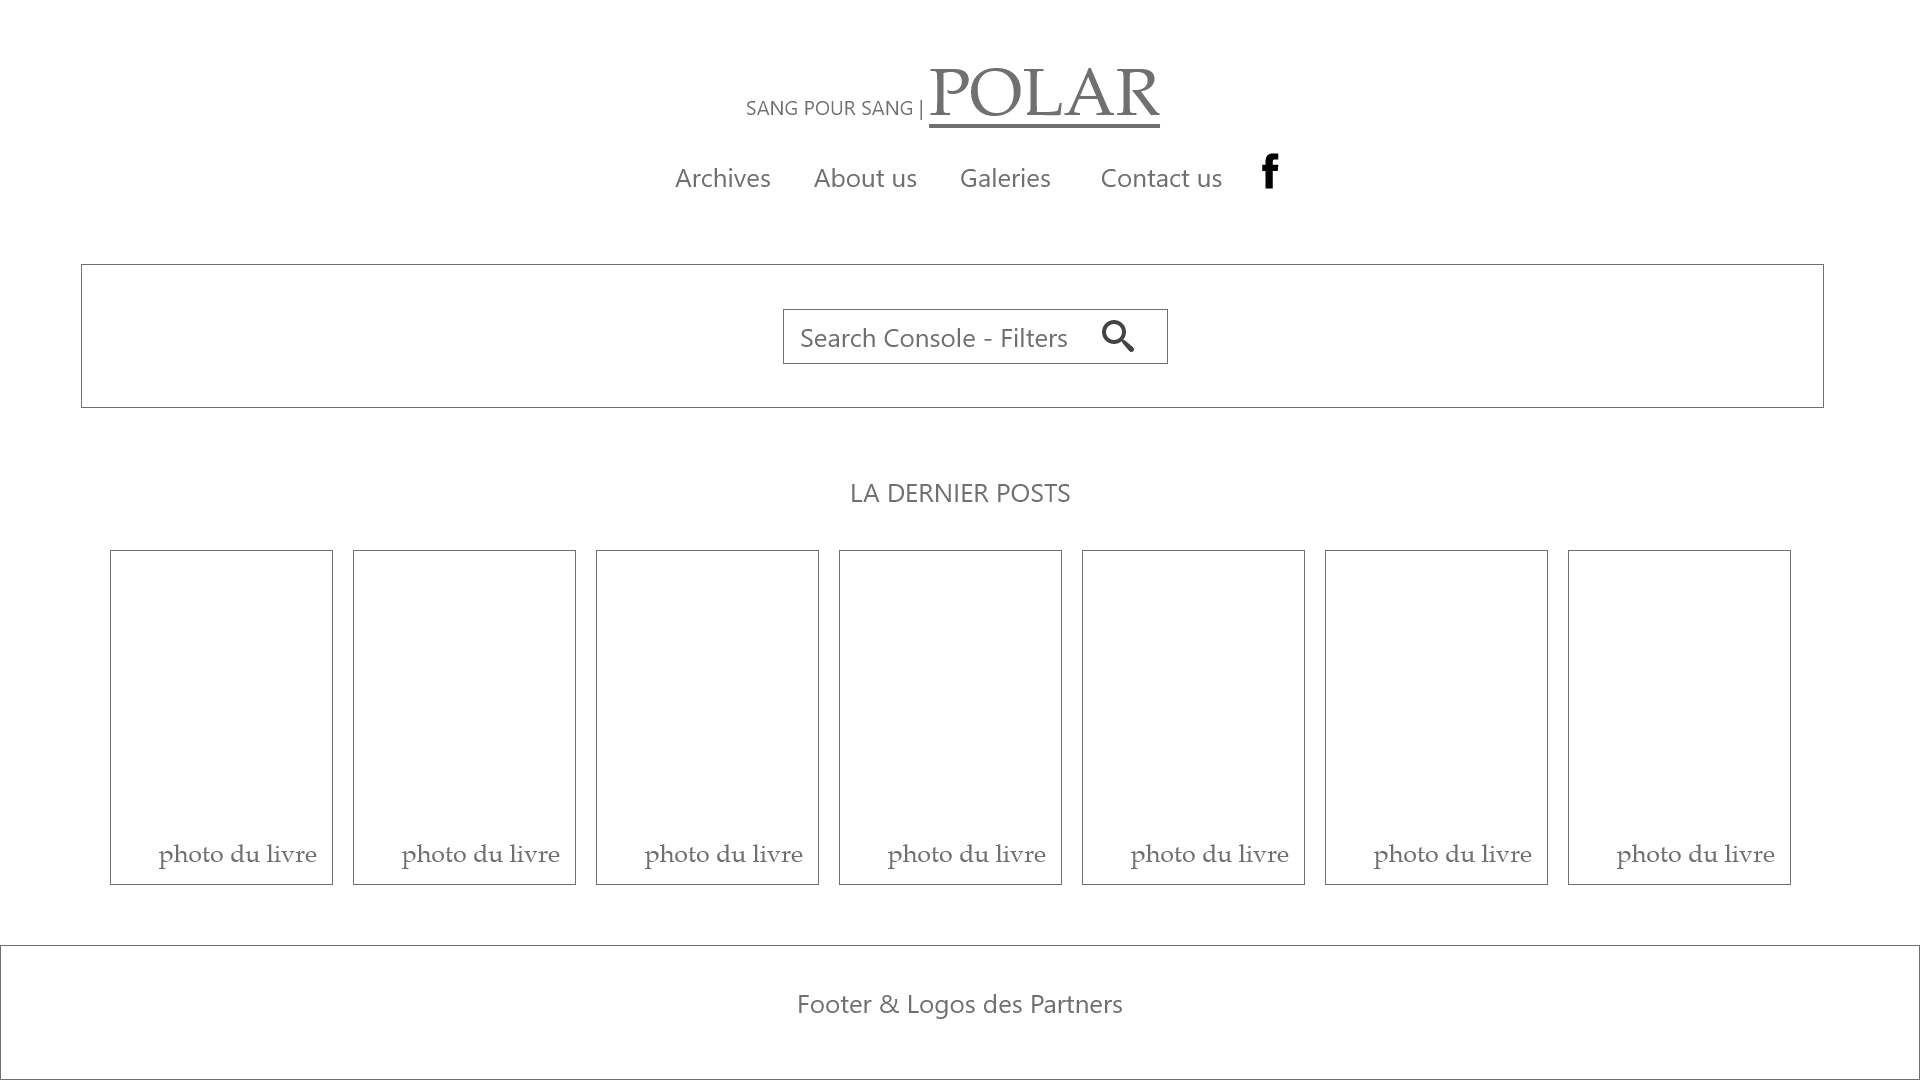 SANG POUR SANG | POLAR
Archives About us Galeries Contact us
Search Console - Filters
LA DERNIER POSTS
photo du livre photo du livre photo du livre photo du livre photo du livre photo du livre photo du livre
Footer & Logos des Partners